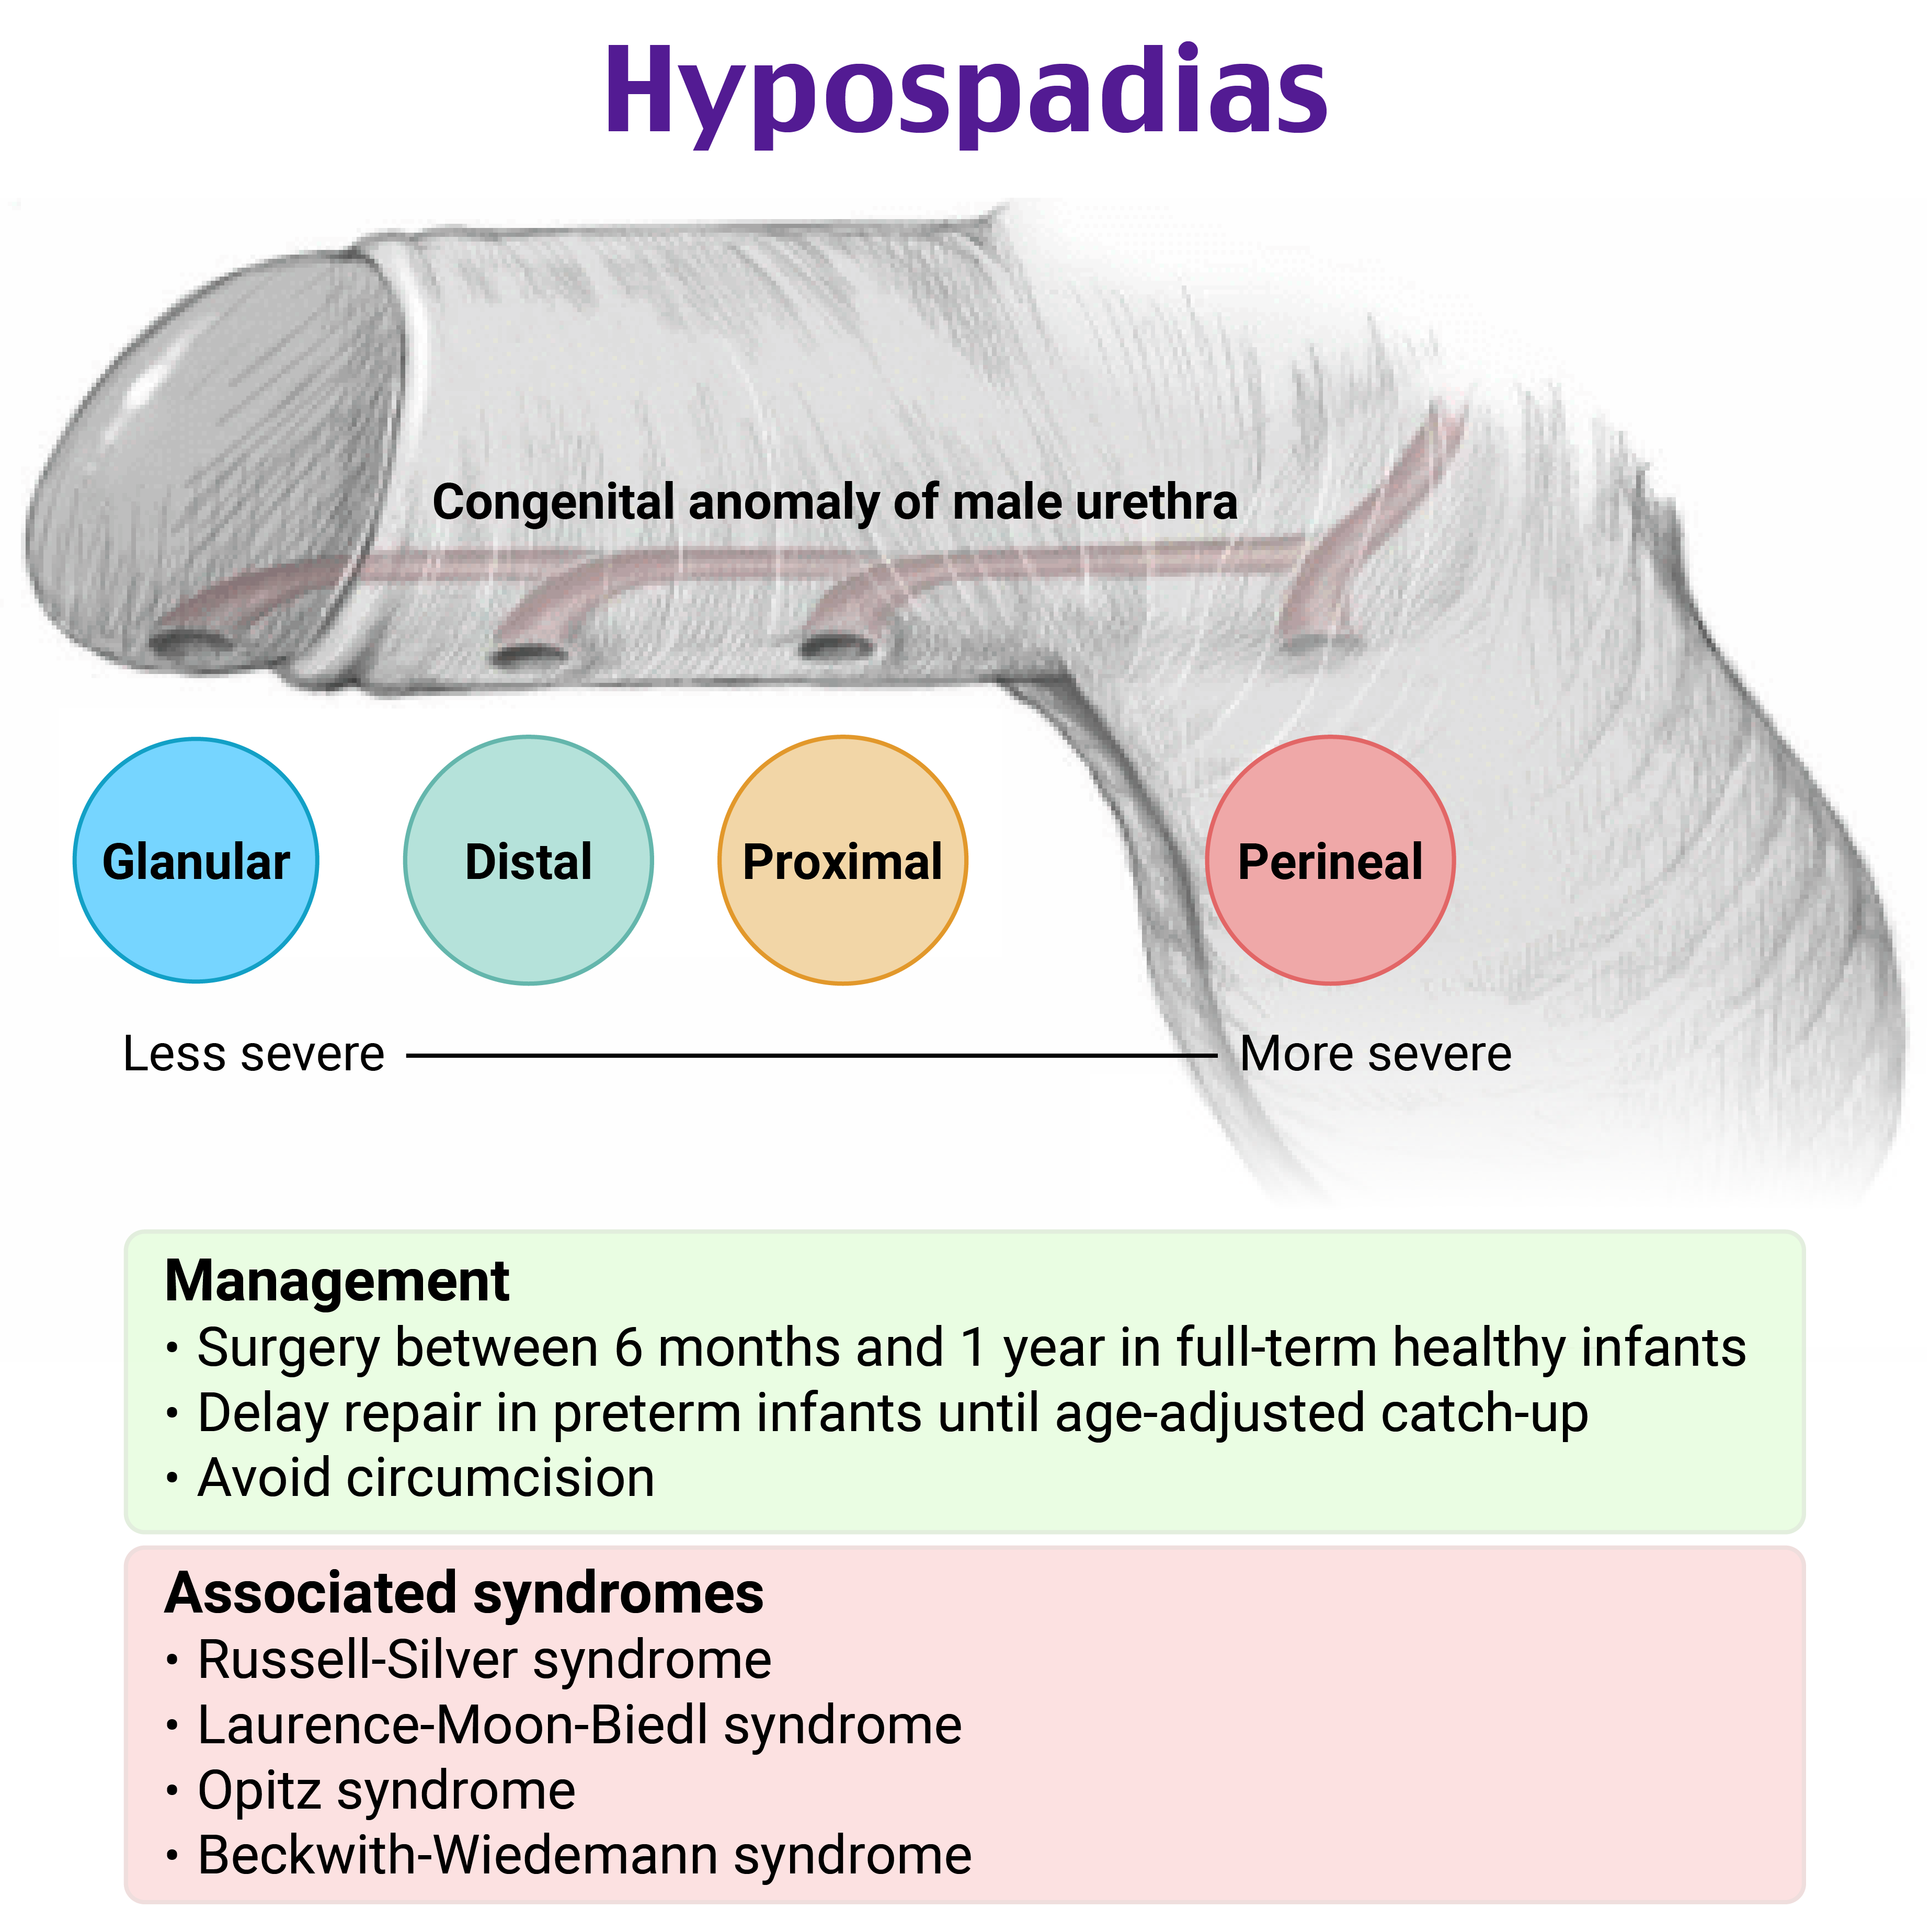 Hypospadias
Congenital anomaly of male urethra
Glanular
Distal
Proximal
Perineal
Less severe
More severe
Management
• Surgery between 6 months and 1 year in full-term healthy infants
• Delay repair in preterm infants until age-adjusted catch-up
• Avoid circumcision
Associated syndromes
• Russell-Silver syndrome
• Laurence-Moon-Biedl syndrome
• Opitz syndrome
• Beckwith-Wiedemann syndrome